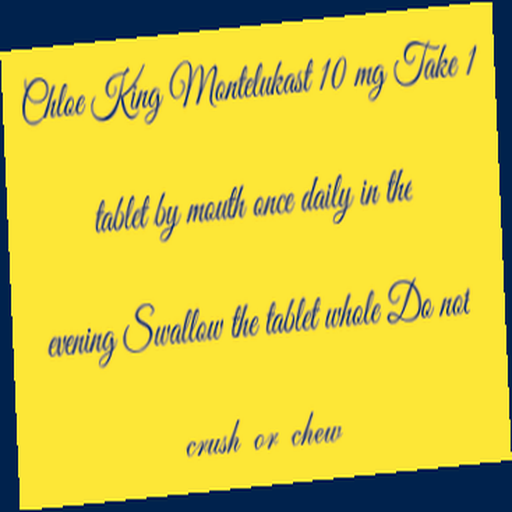 Chloe King Montelukast 10 mg Take 1
tablet by mouth once daily in the
evening Swallow the tablet whole Do not
crush or chew